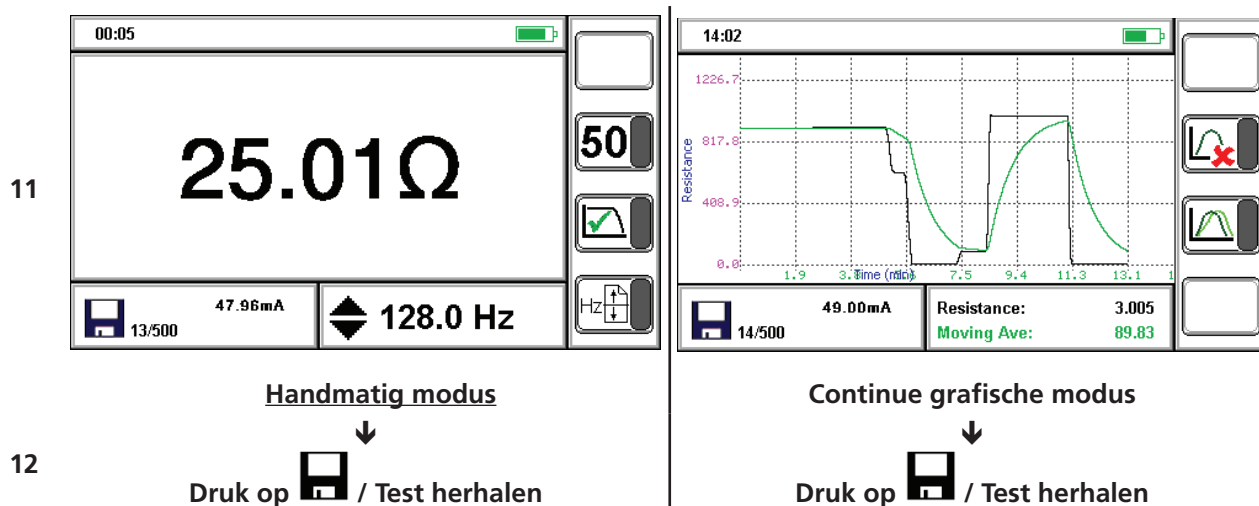 11
00:05
25.01Ω
50
Hz
47.96mA
13/500
128.0 Hz
Handmatig modus
14:02
1226.7
817.8
408.9
0.0
Resistance
1.9
3.8
Time (min)
7.5
9.4
11.3
13.1
1
49.00mA
14/500
Resistance: 3.005
Moving Ave: 89.83
Continue grafische modus
12
Druk op / Test herhalen
Druk op / Test herhalen